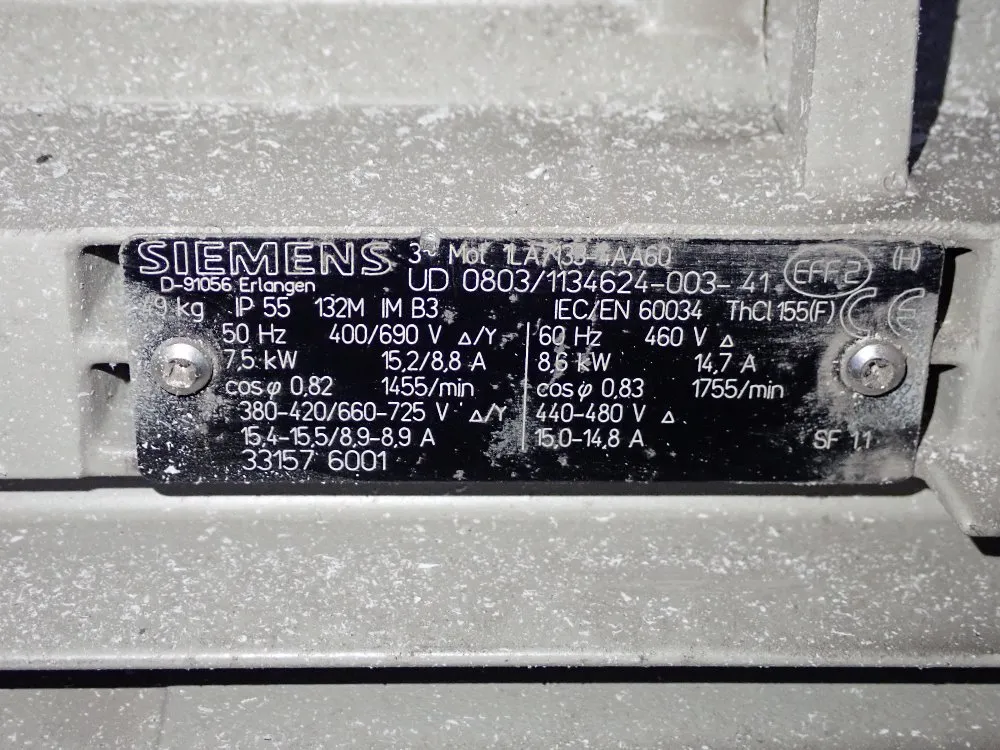 SIEMENS 3~ Mot 1LA7133-4AA60 EFF2 (H)
D-91056 Erlangen UD 0803/1134624-003-41
49 kg IP 55 132M IM B3 IEC/EN 60034 ThCl 155(F) CE
50 Hz 400/690 V Δ/Y 60 Hz 460 V Δ
7,5 kW 15,2/8,8 A 8,6 kW 14,7 A
cos φ 0,82 1455/min cos φ 0,83 1755/min
380-420/660-725 V Δ/Y 440-480 V Δ
15,4-15,5/8,9-8,9 A 15,0-14,8 A SF 1.1
33157 6001